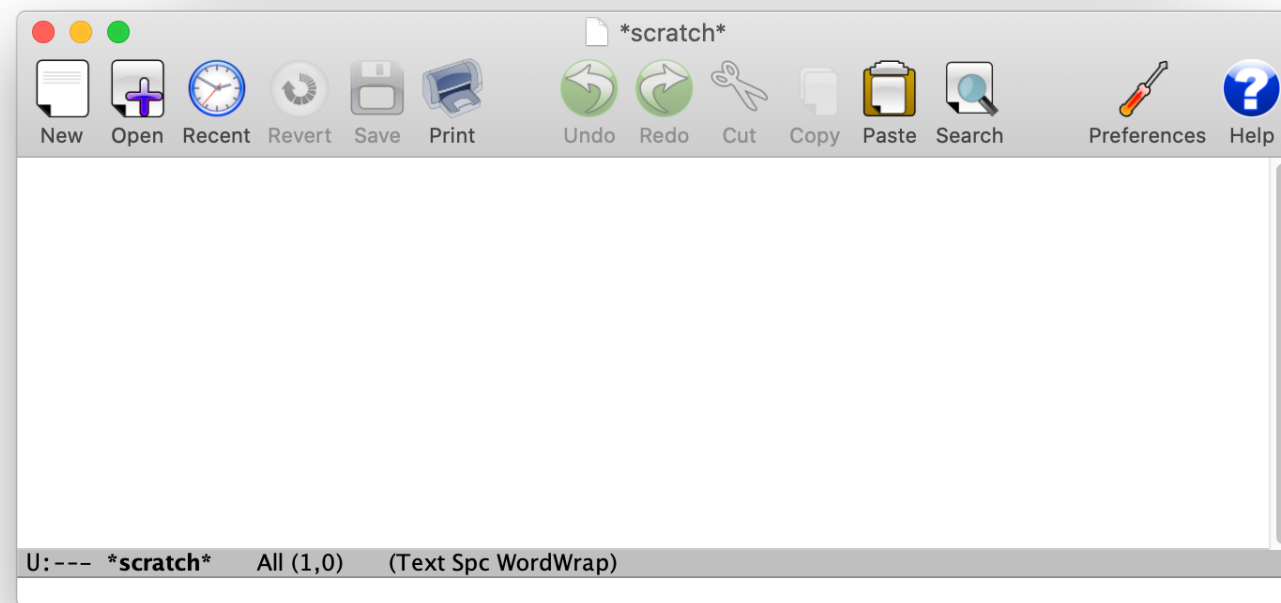 *scratch*
New Open Recent Revert Save Print Undo Redo Cut Copy Paste Search Preferences Help
U:--- *scratch* All (1,0) (Text Spc WordWrap)